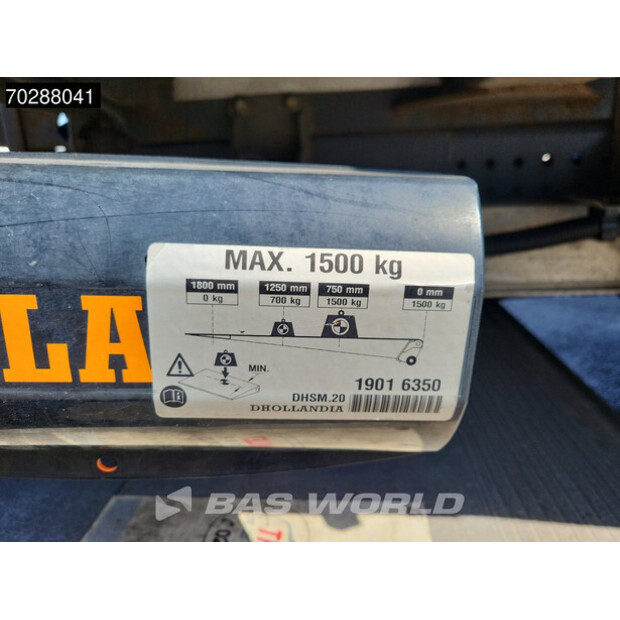 70288041
MAX. 1500 kg
1800 mm 1250 mm 750 mm 0 mm
0 kg 700 kg 1500 kg 1500 kg
LA
MIN.
1901 6350
DHSM.20
DHOLLANDIA
BAS WORLD